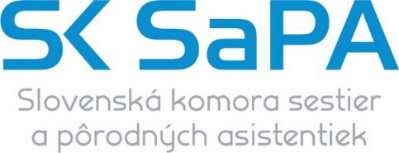 SK SaPA
Slovenská komora sestier
a pôrodných asistentiek